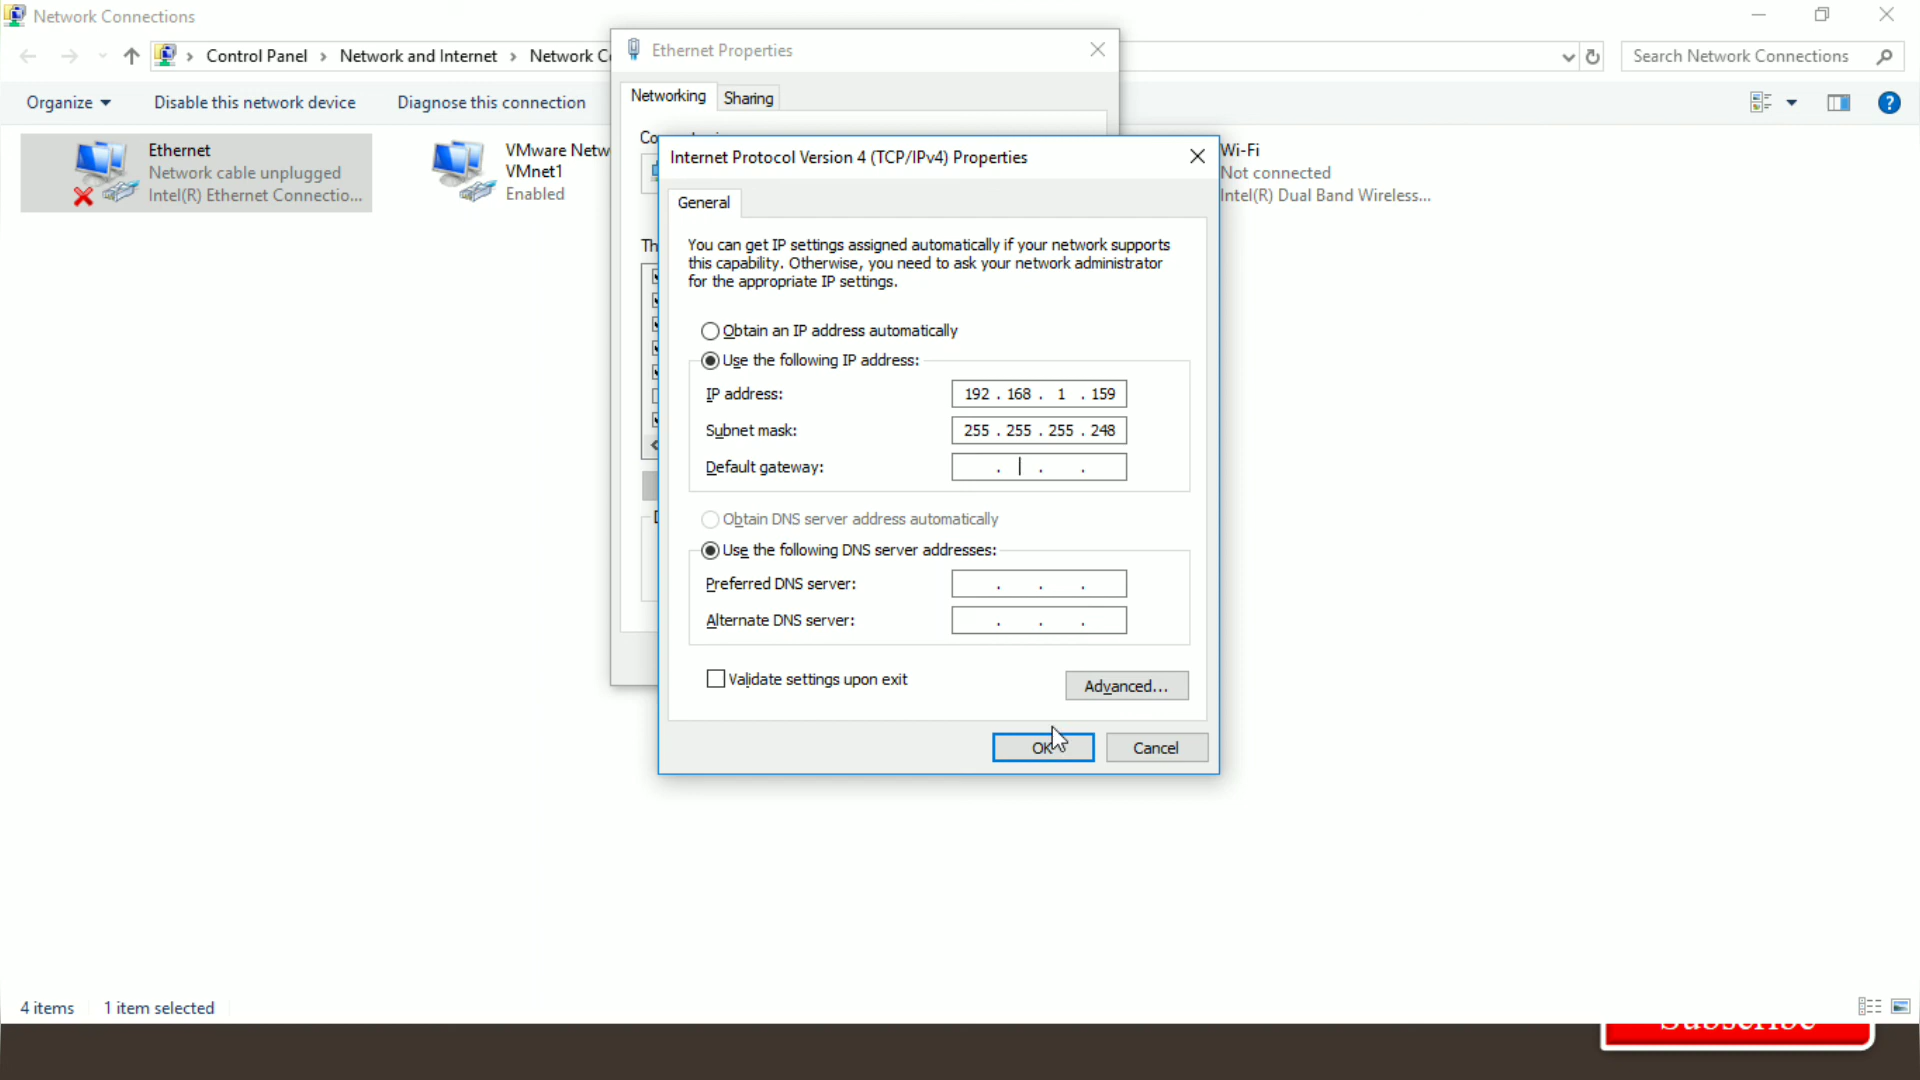 Network Connections
Control Panel > Network and Internet > Network C
Search Network Connections
Organize
Disable this network device
Diagnose this connection
Ethernet
Network cable unplugged
Intel(R) Ethernet Connectio...
VMware Netw
VMnet1
Enabled
Wi-Fi
Not connected
Intel(R) Dual Band Wireless...
Ethernet Properties
Networking
Sharing
Co
Th
Internet Protocol Version 4 (TCP/IPv4) Properties
General
You can get IP settings assigned automatically if your network supports
this capability. Otherwise, you need to ask your network administrator
for the appropriate IP settings.
Obtain an IP address automatically
Use the following IP address:
IP address: 192 . 168 . 1 . 159
Subnet mask: 255 . 255 . 255 . 248
Default gateway: . . .
Obtain DNS server address automatically
Use the following DNS server addresses:
Preferred DNS server: . . .
Alternate DNS server: . . .
Validate settings upon exit
Advanced...
OK
Cancel
4 items
1 item selected
Subscribe